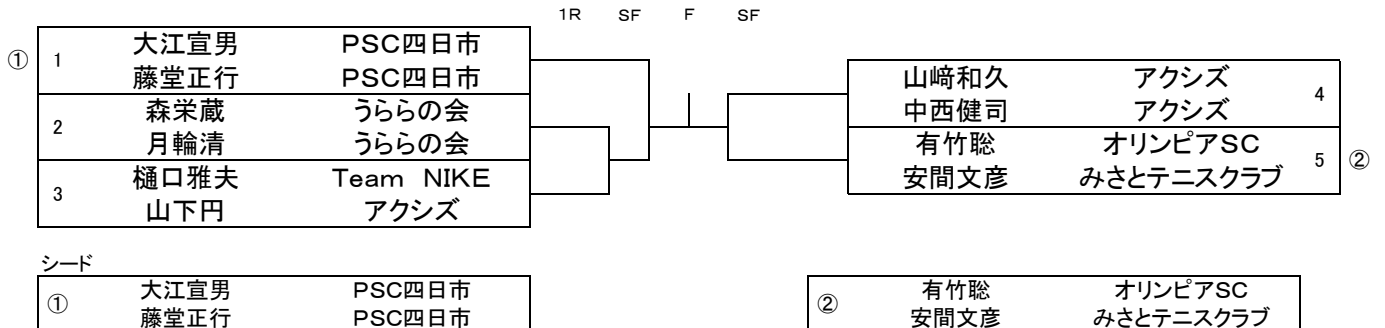 1R SF F SF
① 1 大江宣男 PSC四日市
藤堂正行 PSC四日市
2 森栄蔵 うららの会
月輪清 うららの会
3 樋口雅夫 Team NIKE
山下円 アクシズ
山﨑和久 アクシズ 4
中西健司 アクシズ
有竹聡 オリンピアSC 5 ②
安間文彦 みさとテニスクラブ
シード
① 大江宣男 PSC四日市
藤堂正行 PSC四日市
② 有竹聡 オリンピアSC
安間文彦 みさとテニスクラブ